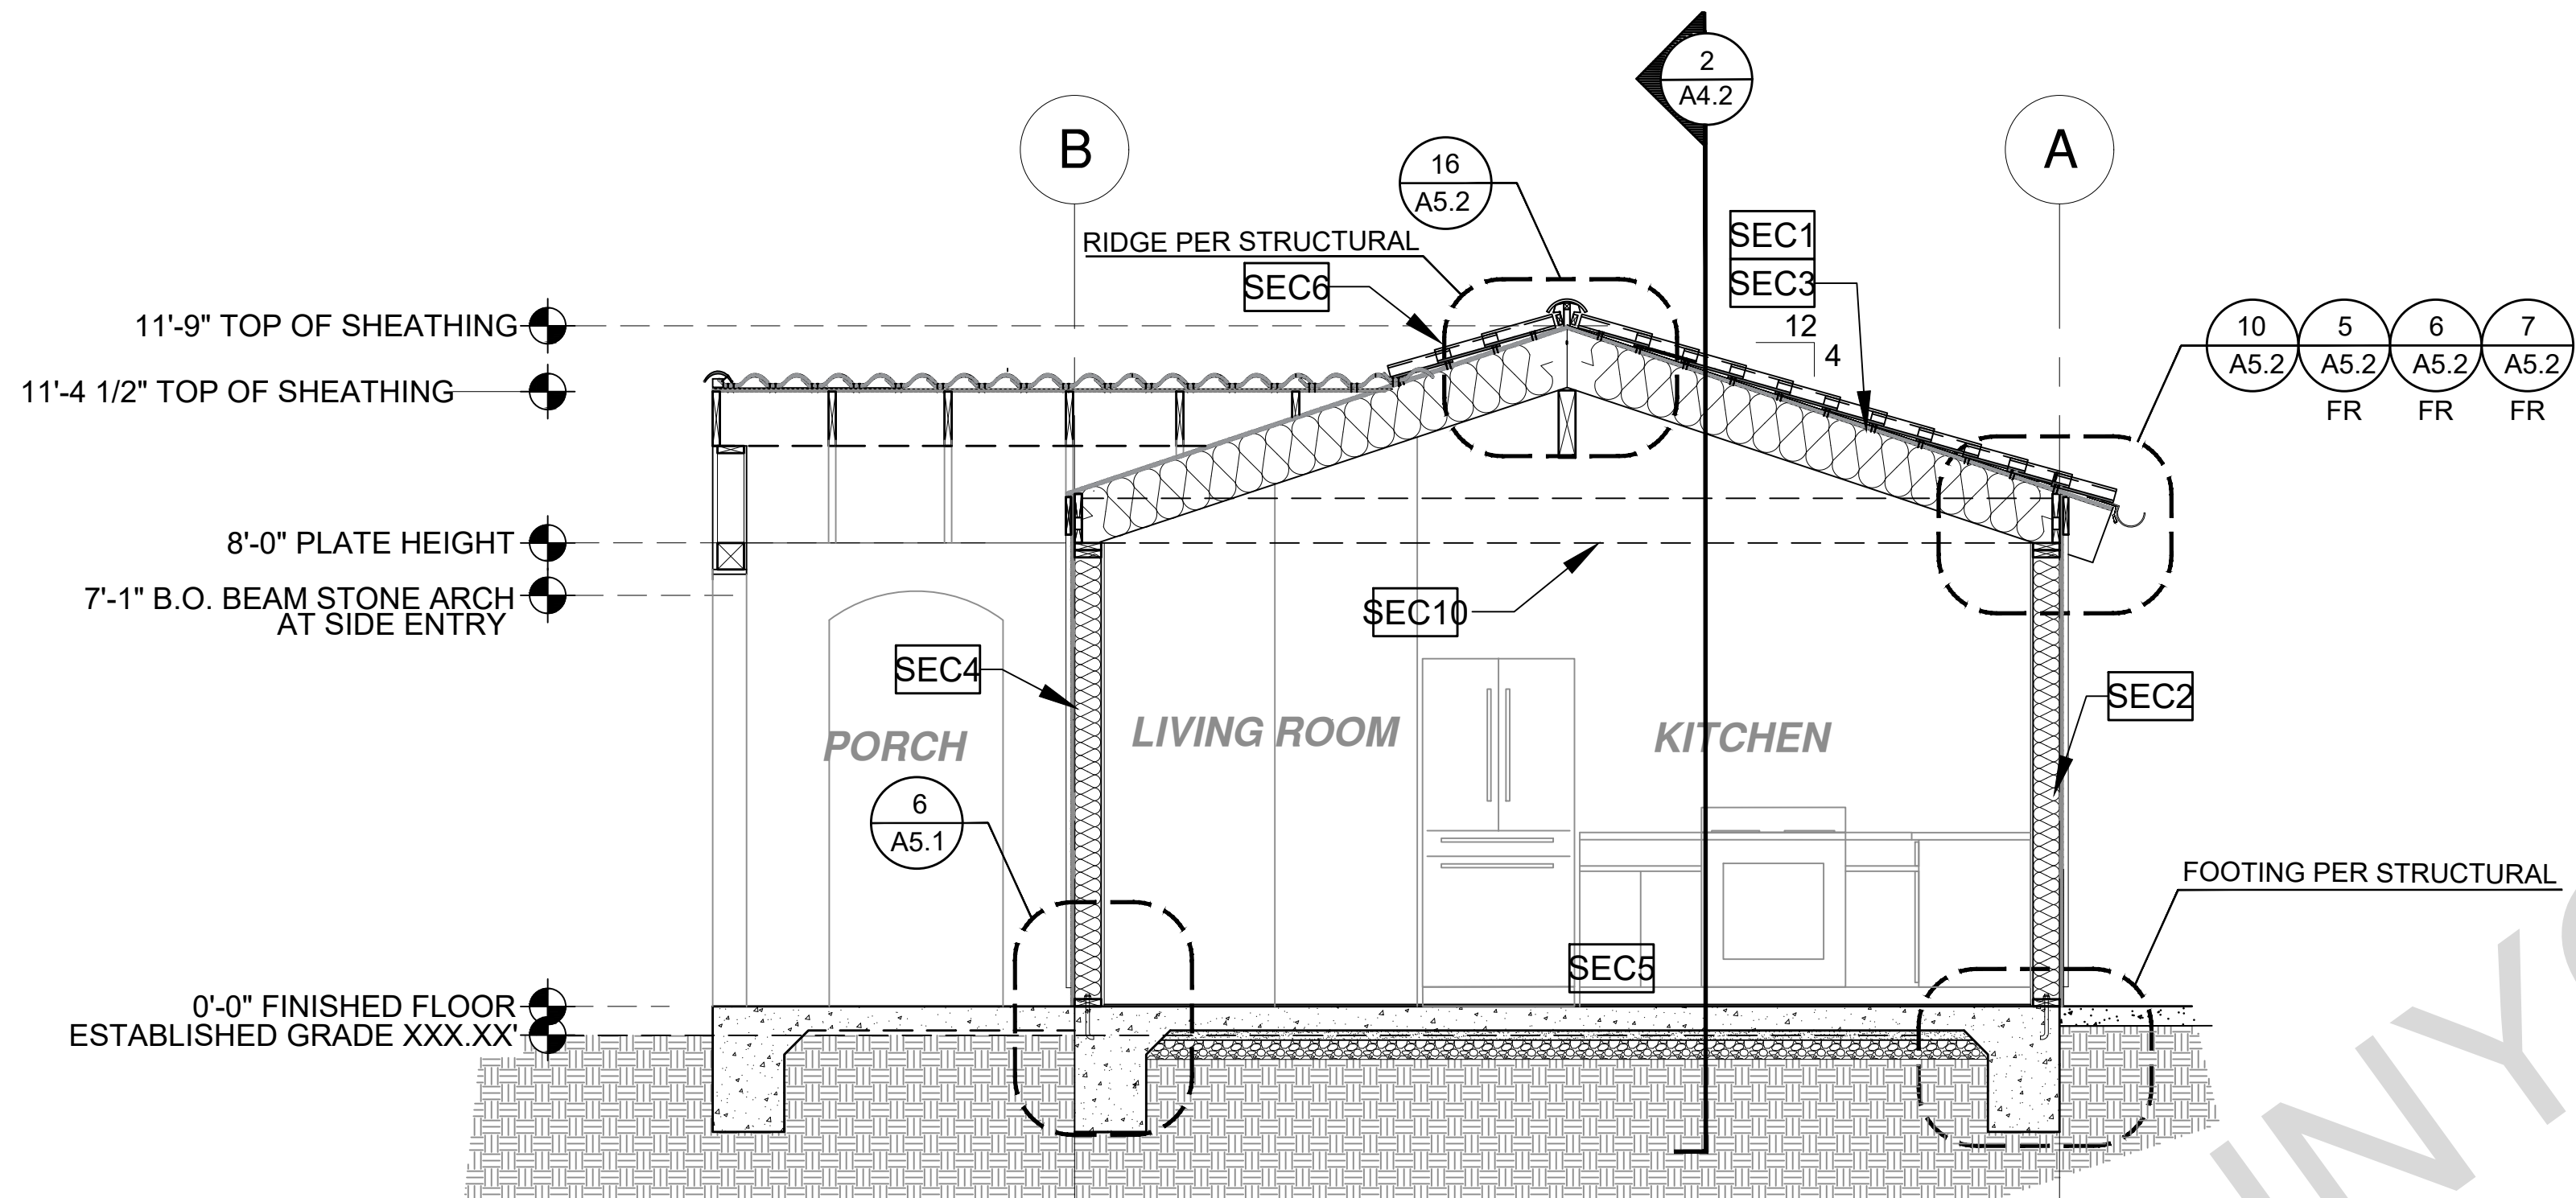 2
A4.2
B
A
16
A5.2
RIDGE PER STRUCTURAL
SEC6
SEC1
SEC3
12
4
10
A5.2
5
A5.2
FR
6
A5.2
FR
7
A5.2
FR
11'-9" TOP OF SHEATHING
11'-4 1/2" TOP OF SHEATHING
8'-0" PLATE HEIGHT
7'-1" B.O. BEAM STONE ARCH
AT SIDE ENTRY
SEC10
SEC4
SEC2
PORCH
LIVING ROOM
KITCHEN
6
A5.1
FOOTING PER STRUCTURAL
SEC5
0'-0" FINISHED FLOOR
ESTABLISHED GRADE XXX.XX'